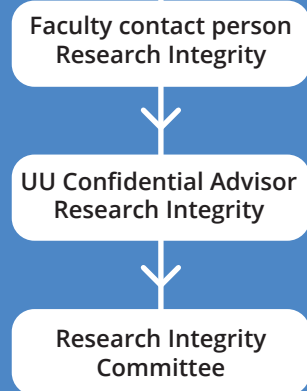 Faculty contact person
Research Integrity
UU Confidential Advisor
Research Integrity
Research Integrity
Committee